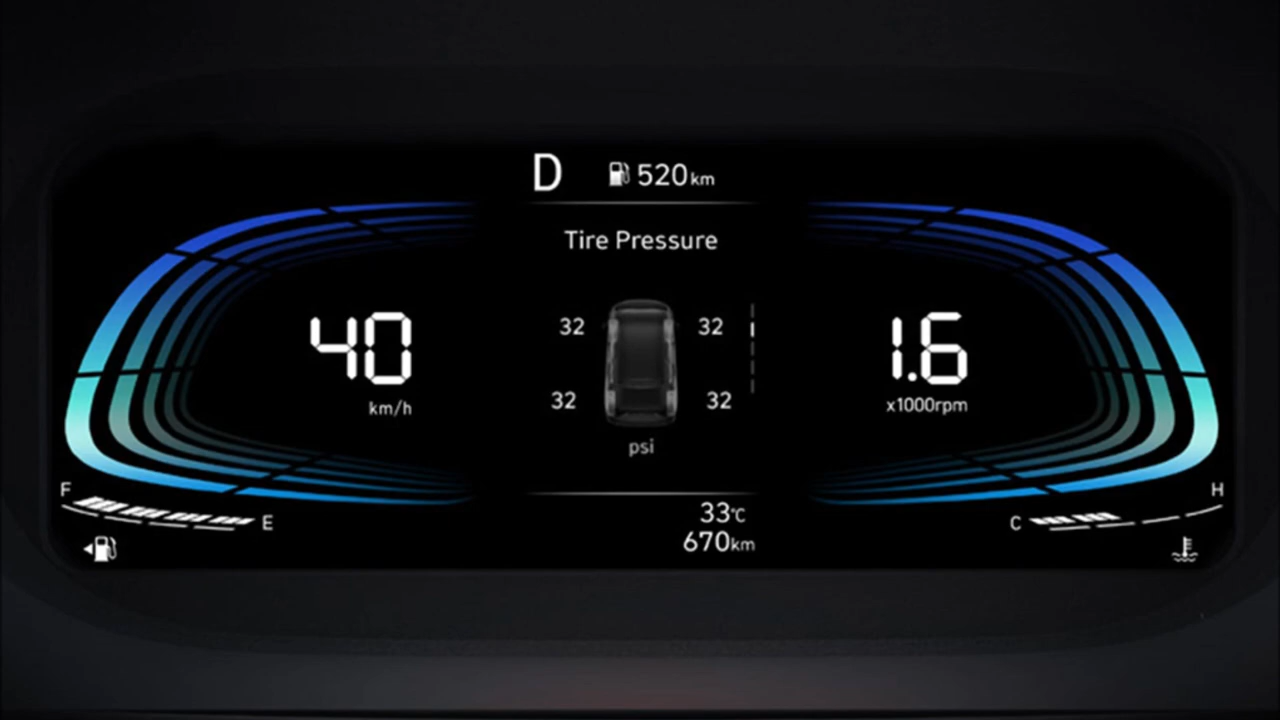 D 520km
Tire Pressure
32 32
40 1.6
km/h x1000rpm
32 32
psi
F E C H
33°C
670km